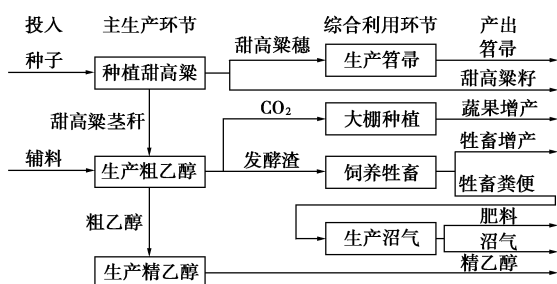 投入 主生产环节 综合利用环节 产出
种子 甜高粱穗 笤帚
种植甜高粱 生产笤帚
甜高粱籽
甜高粱茎秆 CO₂ 大棚种植 蔬果增产
辅料 生产粗乙醇 发酵渣 饲养牲畜 牲畜增产
牲畜粪便
粗乙醇 生产沼气 肥料
沼气
生产精乙醇 精乙醇